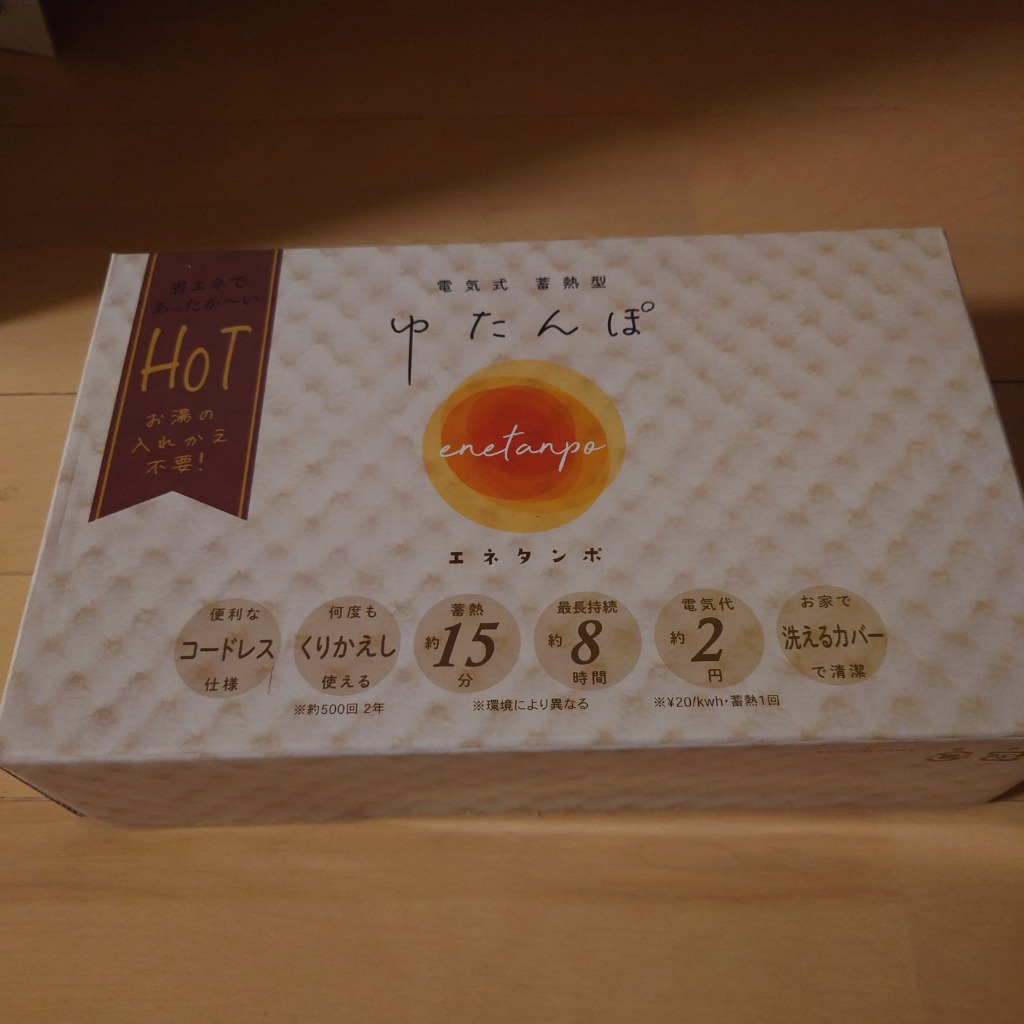 省エネで
あったか〜い
HOT
お湯の
入れかえ
不要!
電気式 蓄熱型
ゆたんぽ
enetanpo
エネタンポ
便利な
コードレス
仕様
何度も
くりかえし
使える
※約500回 2年
蓄熱
約15
分
最長持続
約8
時間
※環境により異なる
電気代
約2
円
※¥20/kwh・蓄熱1回
お家で
洗えるカバー
で清潔